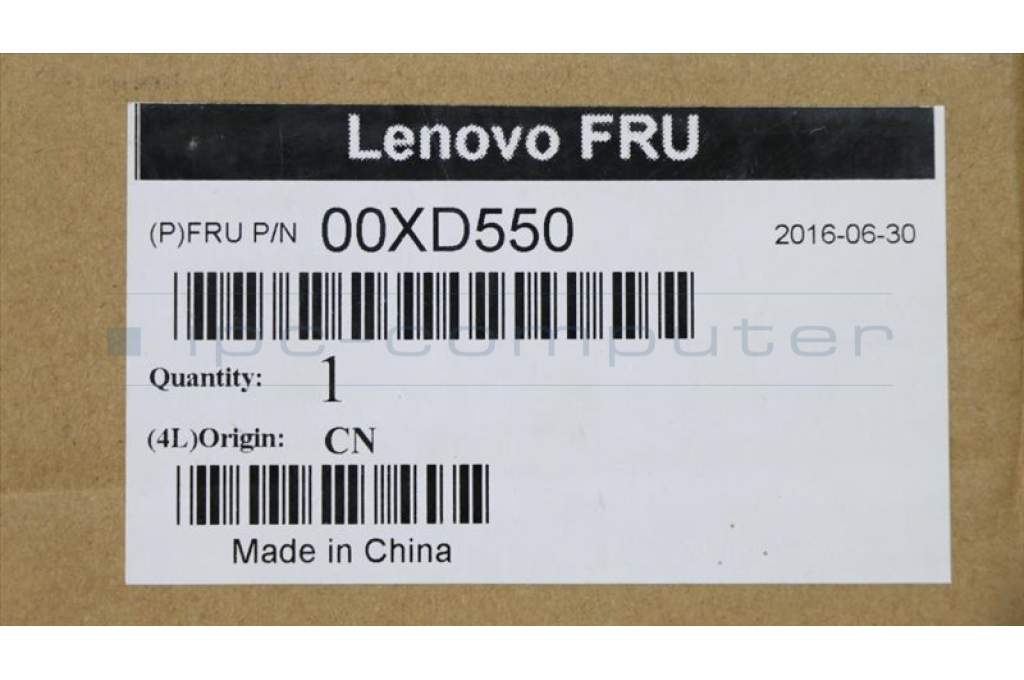 Lenovo FRU
(P)FRU P/N 00XD550 2016-06-30
ipc-computer
Quantity: 1
(4L)Origin: CN
Made in China